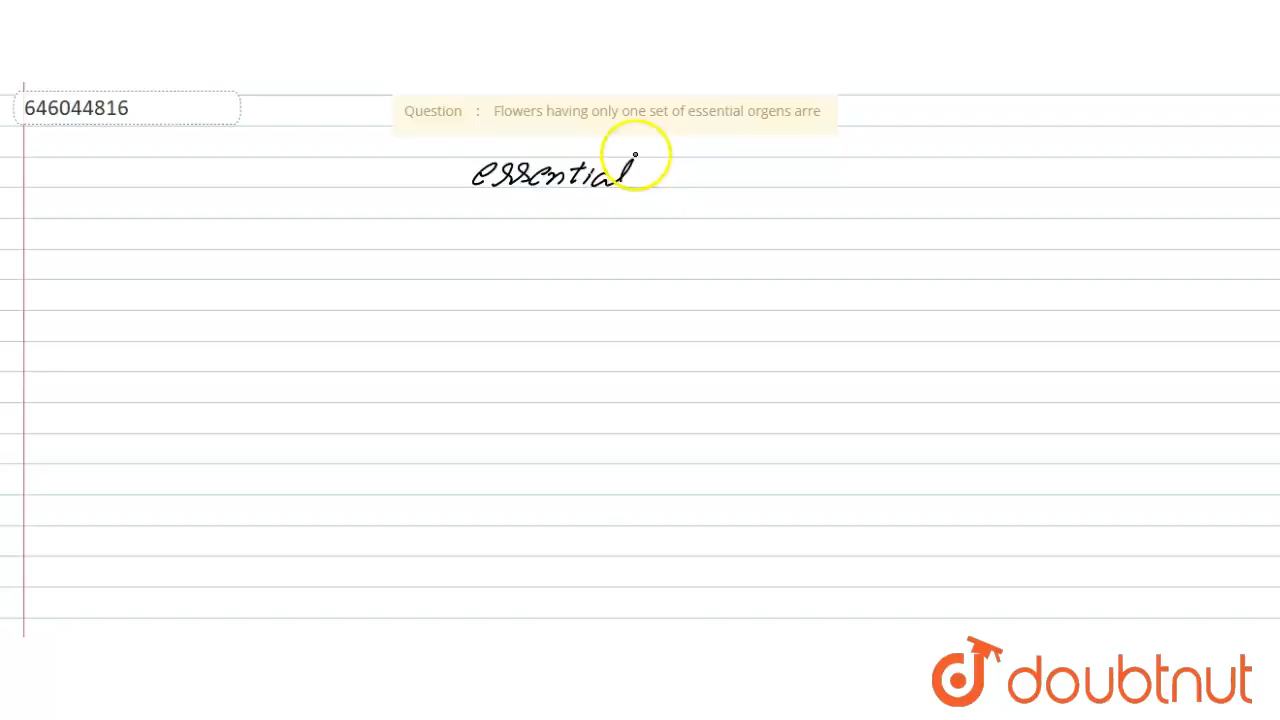 646044816
Question : Flowers having only one set of essential orgens arre
essential
doubtnut